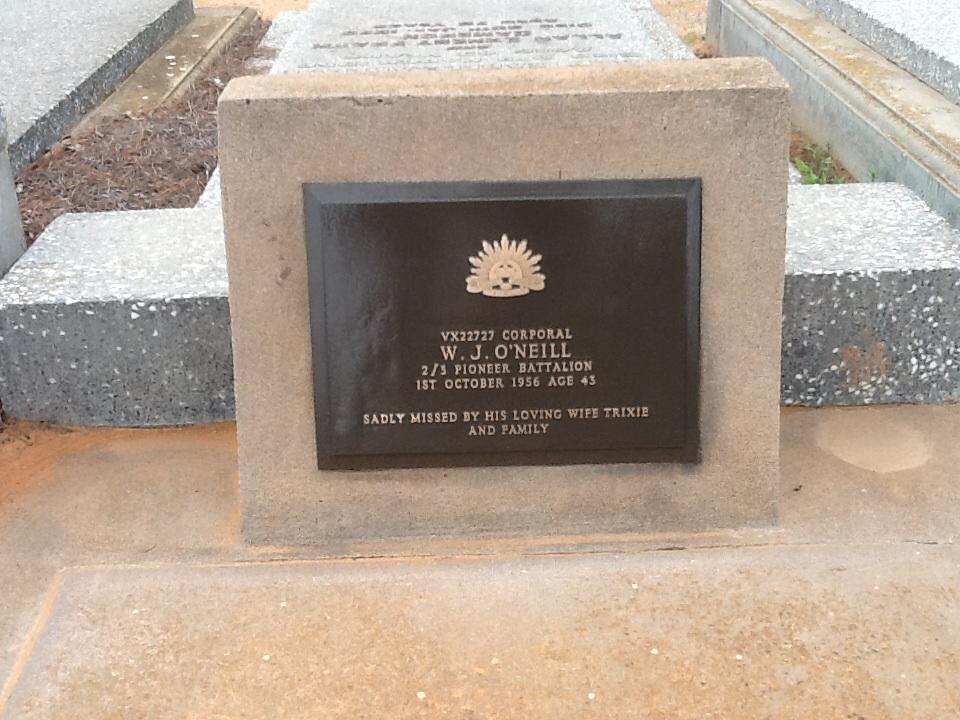 VX22727 CORPORAL
W. J. O'NEILL
2/3 PIONEER BATTALION
1ST OCTOBER 1956 AGE 43
SADLY MISSED BY HIS LOVING WIFE TRIXIE
AND FAMILY